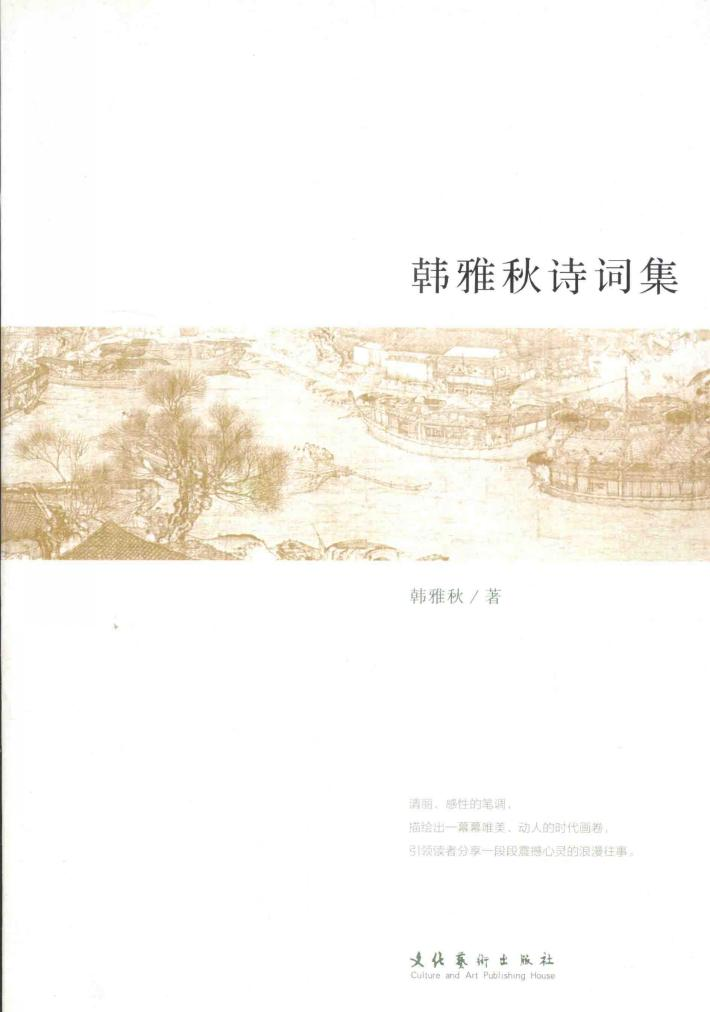 韩雅秋诗词集
韩雅秋 / 著
清丽、感性的笔调，
描绘出一幕幕唯美、动人的时代画卷，
引领读者分享一段段震撼心灵的浪漫往事。
文化藝術出版社
Culture and Art Publishing House